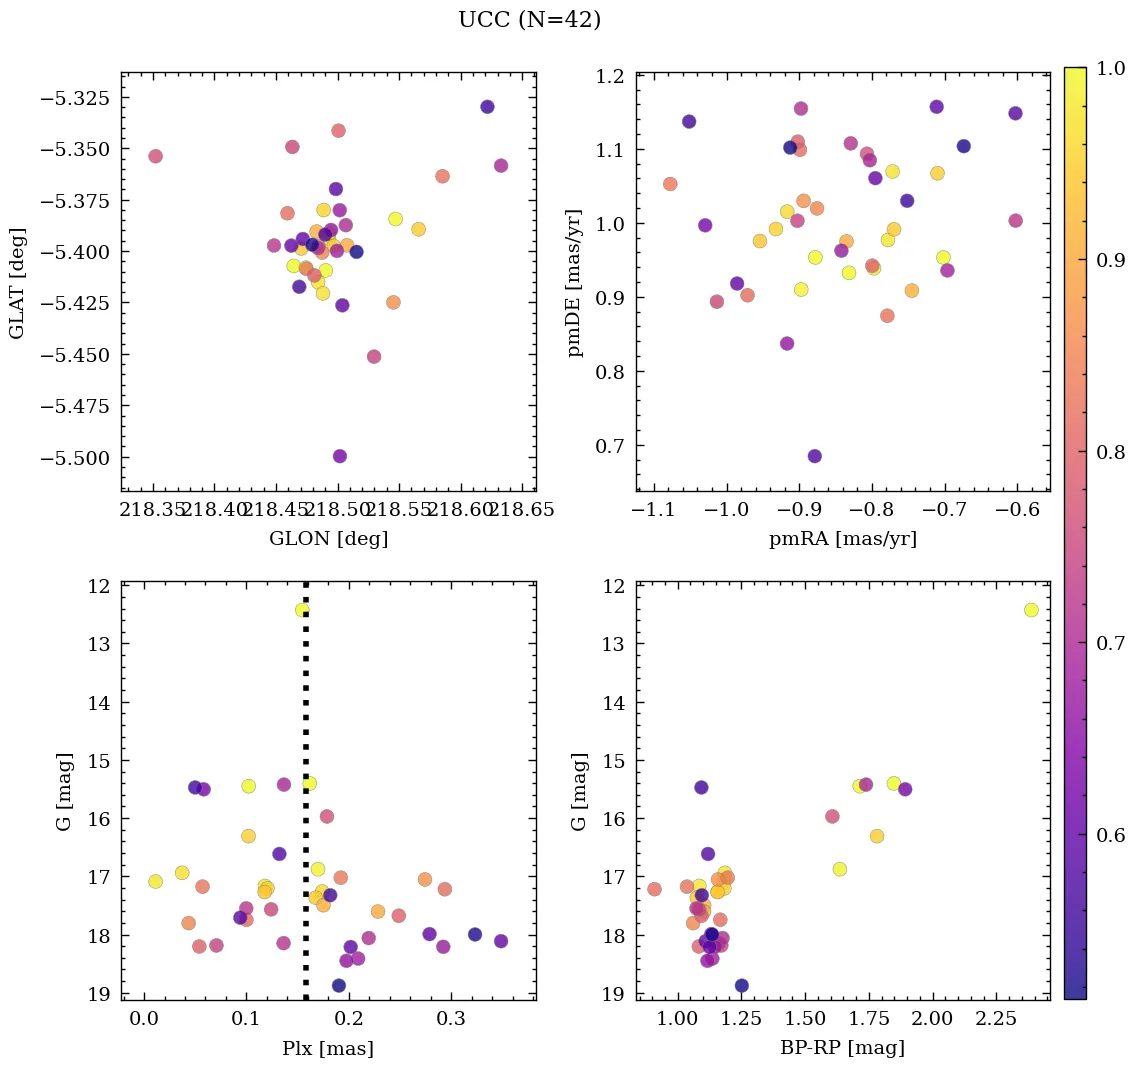 UCC (N=42)
−5.325
−5.350
−5.375
−5.400
−5.425
−5.450
−5.475
−5.500
GLAT [deg]
218.35 218.40 218.45 218.50 218.55 218.60 218.65
GLON [deg]
1.2
1.1
1.0
0.9
0.8
0.7
pmDE [mas/yr]
−1.1 −1.0 −0.9 −0.8 −0.7 −0.6
pmRA [mas/yr]
1.0
0.9
0.8
0.7
0.6
12
13
14
15
16
17
18
19
G [mag]
0.0 0.1 0.2 0.3
Plx [mas]
12
13
14
15
16
17
18
19
G [mag]
1.00 1.25 1.50 1.75 2.00 2.25
BP-RP [mag]